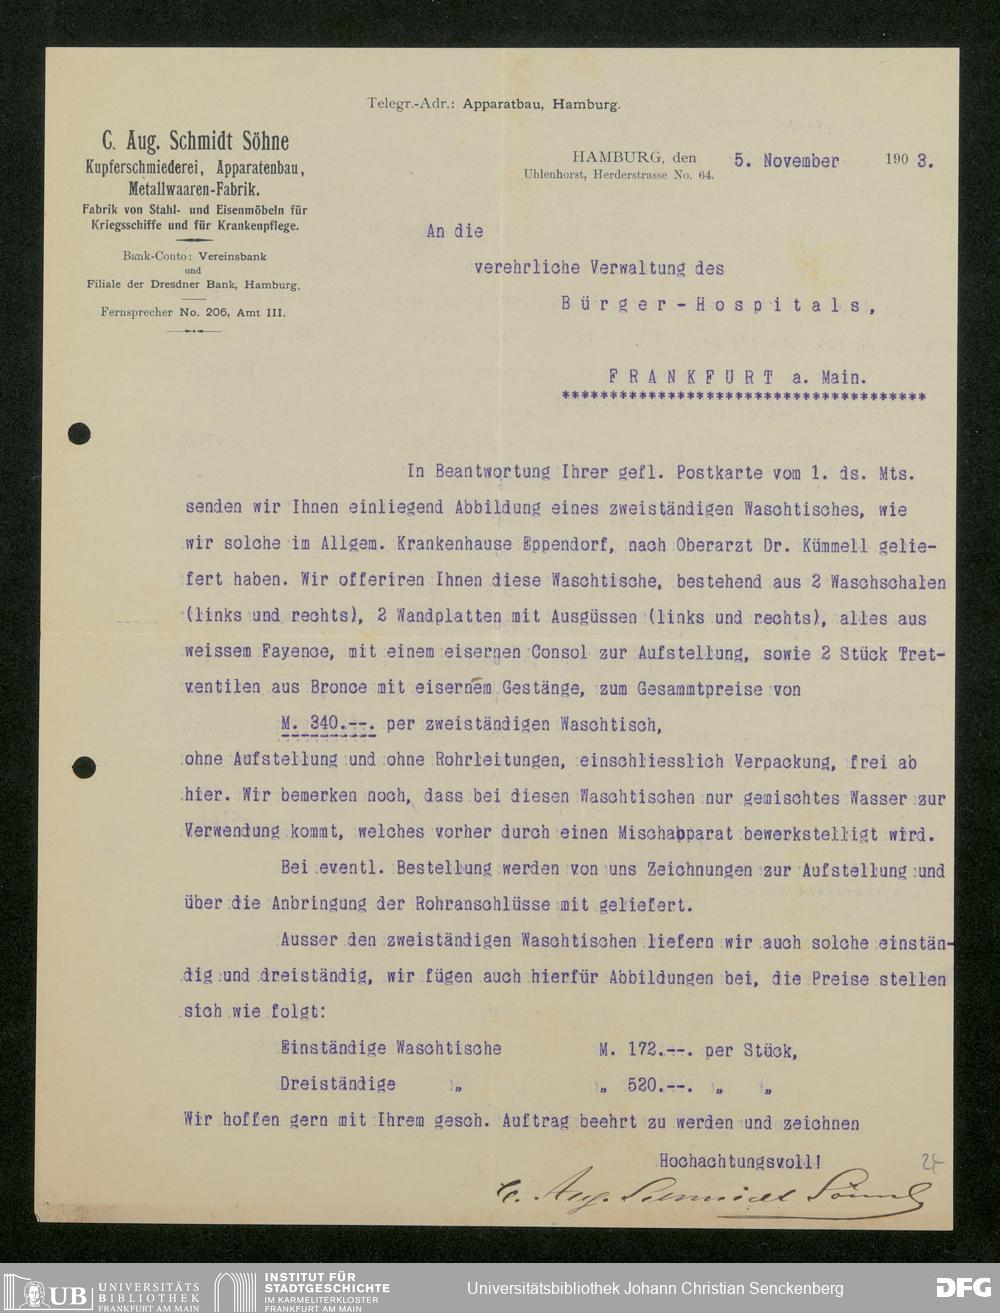 Telegr.-Adr.: Apparatbau, Hamburg.
C. Aug. Schmidt Söhne
Kupferschmiederei, Apparatenbau,
Metallwaaren-Fabrik.
Fabrik von Stahl- und Eisenmöbeln für
Kriegsschiffe und für Krankenpflege.
Bank-Conto: Vereinsbank
und
Filiale der Dresdner Bank, Hamburg.
Fernsprecher No. 206, Amt III.
HAMBURG, den 5. November 1903.
Uhlenhorst, Herderstrasse No. 64.
An die
verehrliche Verwaltung des
Bürger-Hospitals,
FRANKFURT a. Main.
**************************************
In Beantwortung Ihrer gefl. Postkarte vom 1. ds. Mts.
senden wir Ihnen einliegend Abbildung eines zweiständigen Waschtisches, wie
wir solche im Allgem. Krankenhause Eppendorf, nach Oberarzt Dr. Kümmell gelie-
fert haben. Wir offeriren Ihnen diese Waschtische, bestehend aus 2 Waschschalen
(links und rechts), 2 Wandplatten mit Ausgüssen (links und rechts), alles aus
weissem Fayence, mit einem eisernen Consol zur Aufstellung, sowie 2 Stück Tret-
ventilen aus Bronce mit eisernem Gestänge, zum Gesammtpreise von
M. 340.--. per zweiständigen Waschtisch,
ohne Aufstellung und ohne Rohrleitungen, einschliesslich Verpackung, frei ab
hier. Wir bemerken noch, dass bei diesen Waschtischen nur gemischtes Wasser zur
Verwendung kommt, welches vorher durch einen Mischapparat bewerkstelligt wird.
Bei eventl. Bestellung werden von uns Zeichnungen zur Aufstellung und
über die Anbringung der Rohranschlüsse mit geliefert.
Ausser den zweiständigen Waschtischen liefern wir auch solche einstän-
dig und dreiständig, wir fügen auch hierfür Abbildungen bei, die Preise stellen
sich wie folgt:
Einständige Waschtische M. 172.--. per Stück,
Dreiständige „ „ 520.--. „ „
Wir hoffen gern mit Ihrem gesch. Auftrag beehrt zu werden und zeichnen
Hochachtungsvoll!
24
C. Aug. Schmidt Söhne
UB UNIVERSITÄTS
BIBLIOTHEK
FRANKFURT AM MAIN
INSTITUT FÜR
STADTGESCHICHTE
IM KARMELITERKLOSTER
FRANKFURT AM MAIN
Universitätsbibliothek Johann Christian Senckenberg
DFG